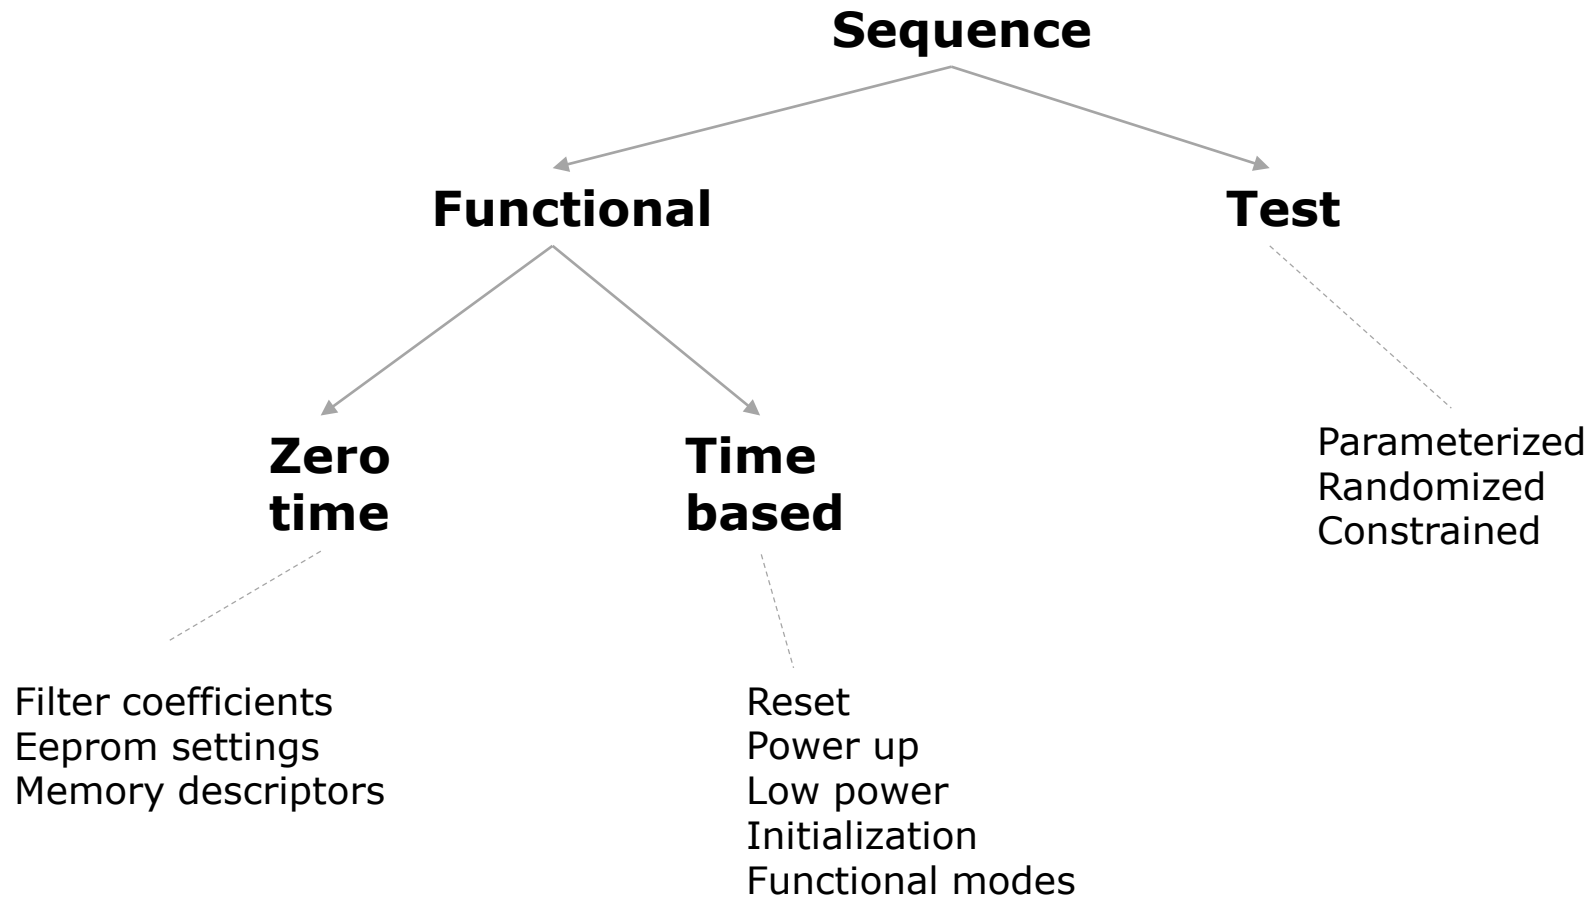 Sequence
Functional
Test
Zero
time
Time
based
Parameterized
Randomized
Constrained
Filter coefficients
Eeprom settings
Memory descriptors
Reset
Power up
Low power
Initialization
Functional modes